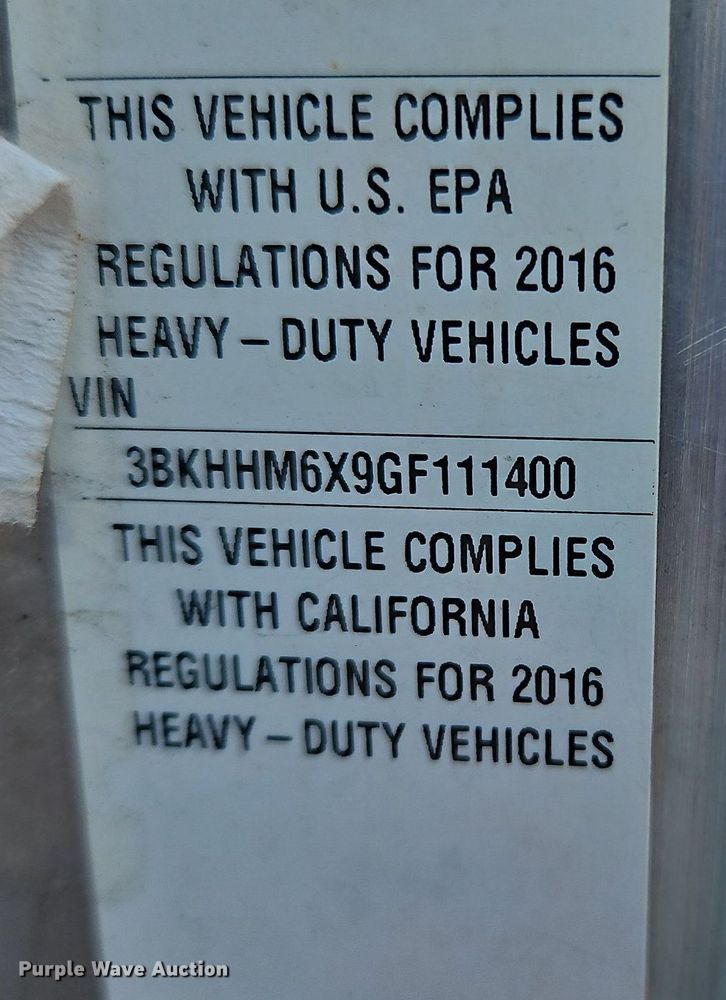 THIS VEHICLE COMPLIES
WITH U.S. EPA
REGULATIONS FOR 2016
HEAVY-DUTY VEHICLES
VIN
3BKHHM6X9GF111400
THIS VEHICLE COMPLIES
WITH CALIFORNIA
REGULATIONS FOR 2016
HEAVY-DUTY VEHICLES
Purple Wave Auction